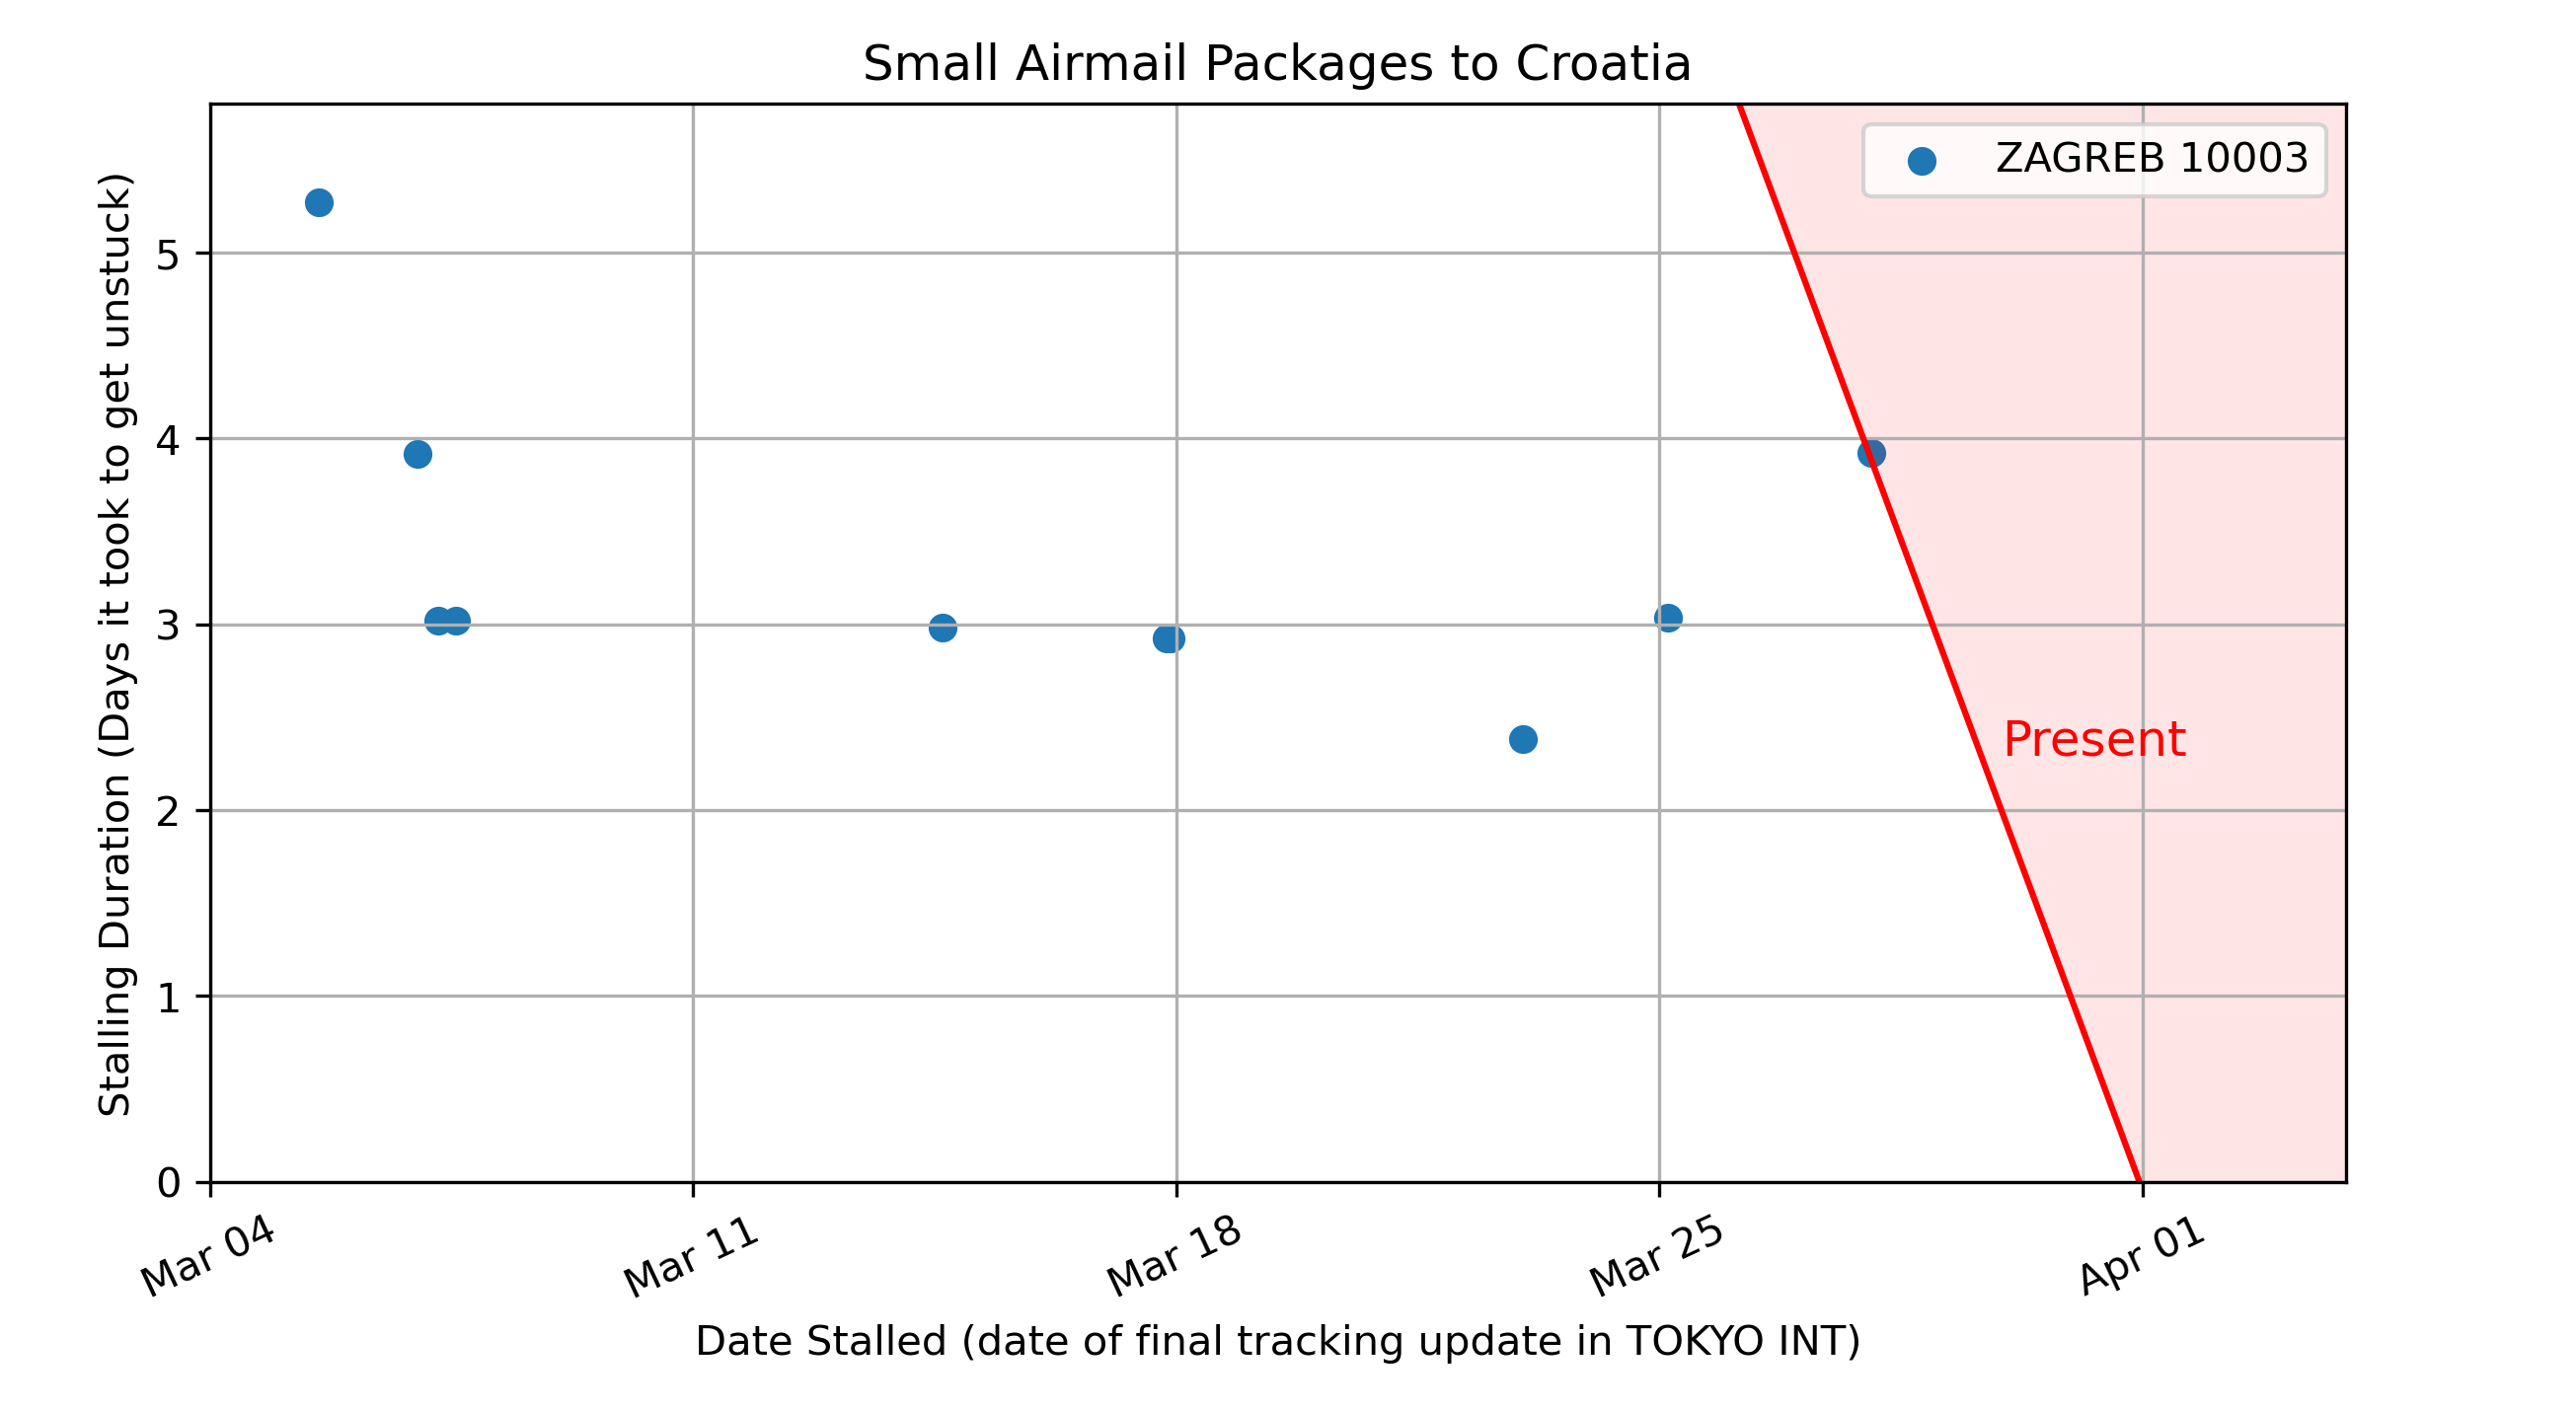 Small Airmail Packages to Croatia
ZAGREB 10003
Stalling Duration (Days it took to get unstuck)
5
4
3
2
1
0
Present
Mar 04
Mar 11
Mar 18
Mar 25
Apr 01
Date Stalled (date of final tracking update in TOKYO INT)